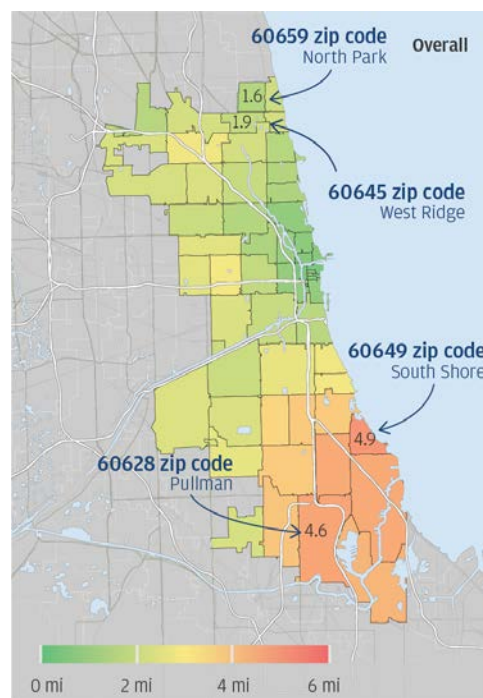 60659 zip code
North Park
Overall
1.6
1.9
60645 zip code
West Ridge
60649 zip code
South Shore
4.9
60628 zip code
Pullman
4.6
0 mi 2 mi 4 mi 6 mi